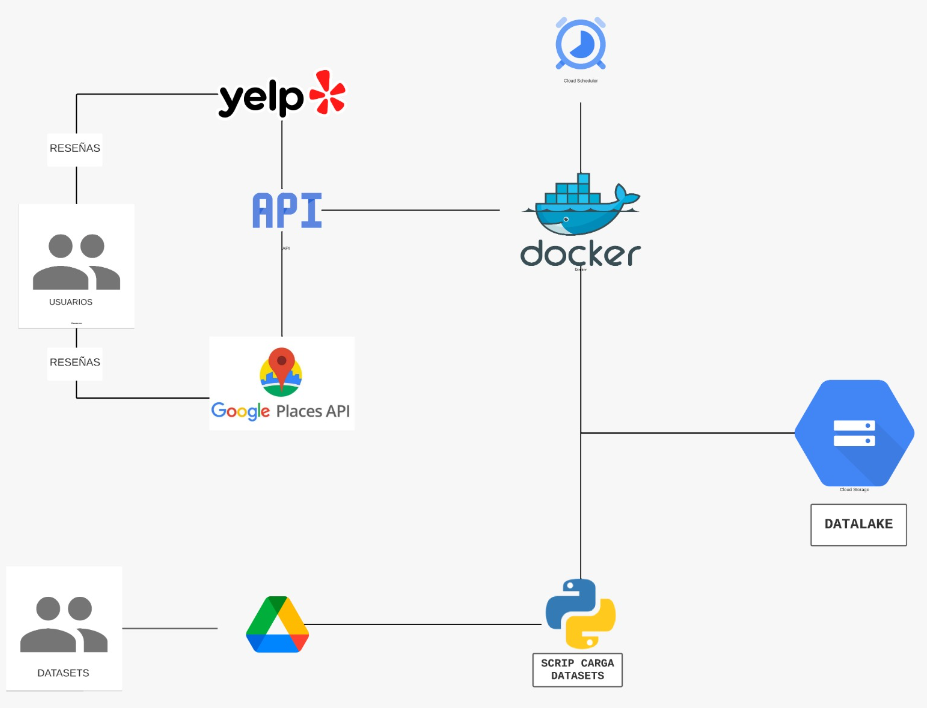 Cloud Scheduler
yelp
RESEÑAS
API
API
docker
Docker
USUARIOS
RESEÑAS
Google Places API
Cloud Storage
DATALAKE
DATASETS
SCRIP CARGA
DATASETS